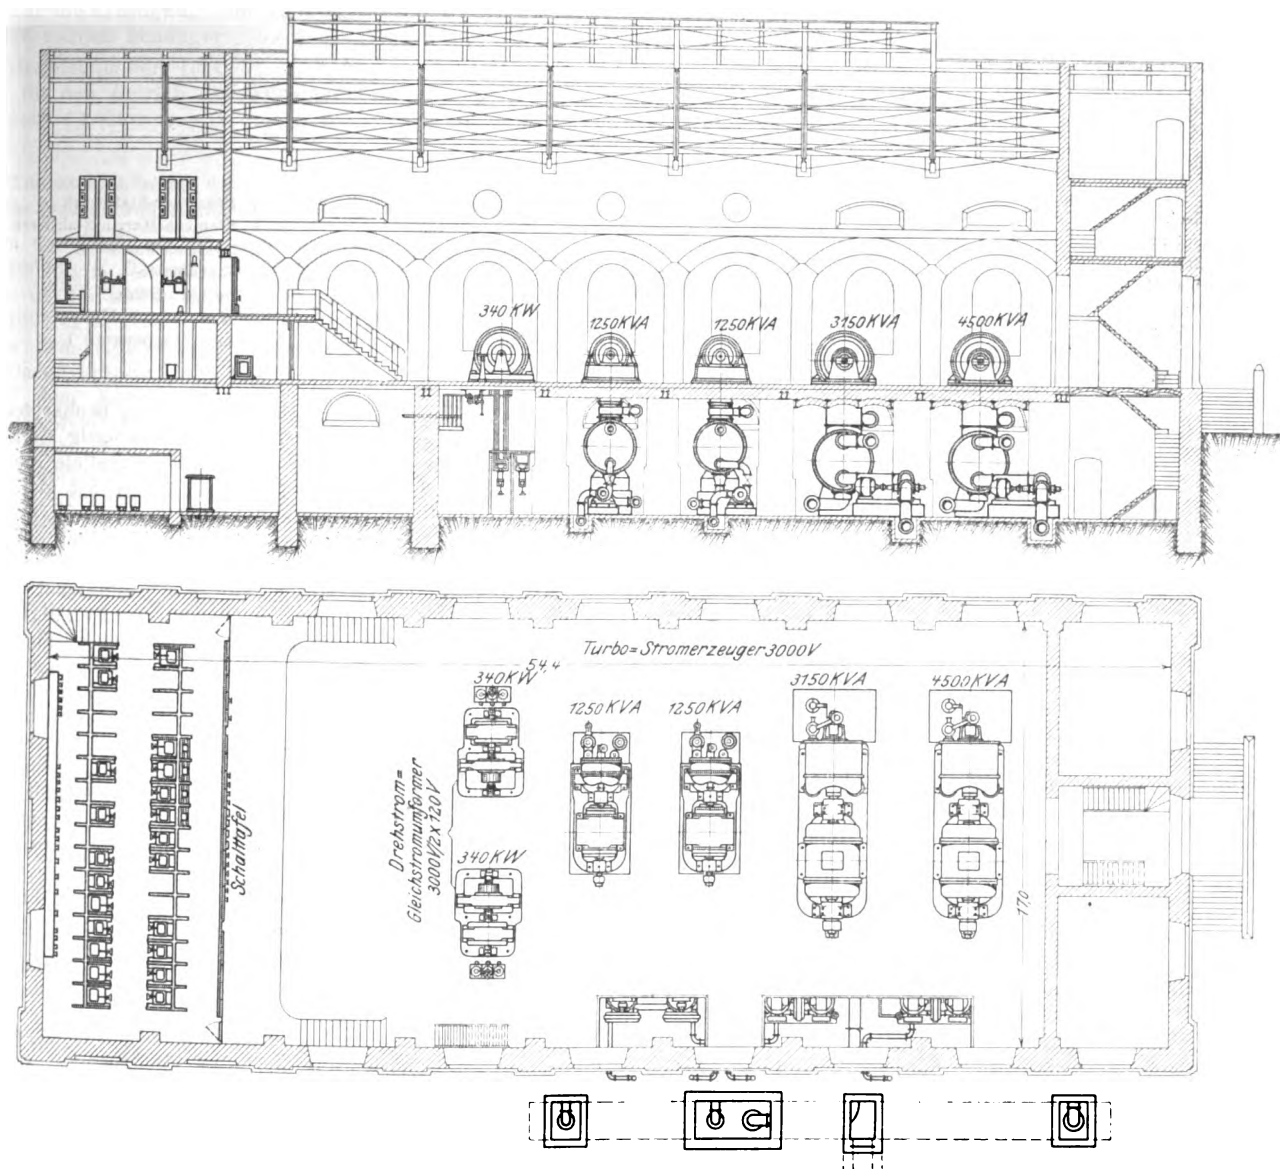 340 KW
1250 KVA
1250 KVA
3150 KVA
4500 KVA
Turbo=Stromerzeuger 3000V
54,4
340 KW
1250 KVA
1250 KVA
3150 KVA
4500 KVA
Drehstrom=
Gleichstromumformer
3000V/2x120V
340 KW
Schalttafel
17,0